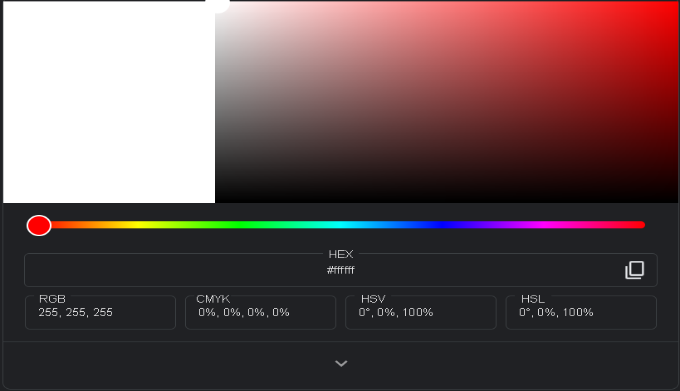 HEX
#ffffff
RGB
255, 255, 255
CMYK
0%, 0%, 0%, 0%
HSV
0°, 0%, 100%
HSL
0°, 0%, 100%